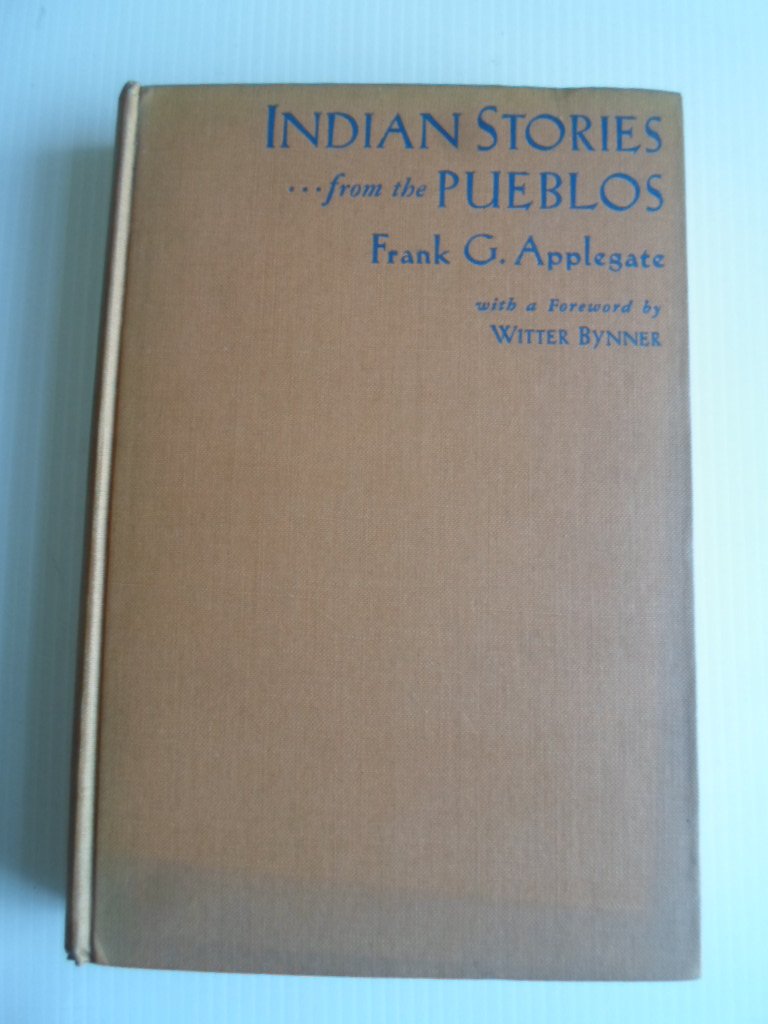 INDIAN STORIES
...from the PUEBLOS
Frank G. Applegate
with a Foreword by
WITTER BYNNER